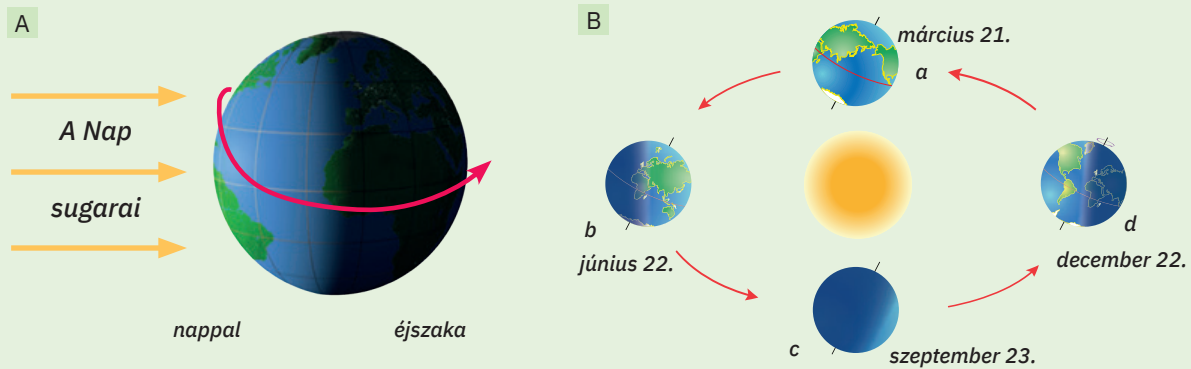 A
A Nap
sugarai
nappal
éjszaka
B
március 21.
a
b
június 22.
d
december 22.
c
szeptember 23.